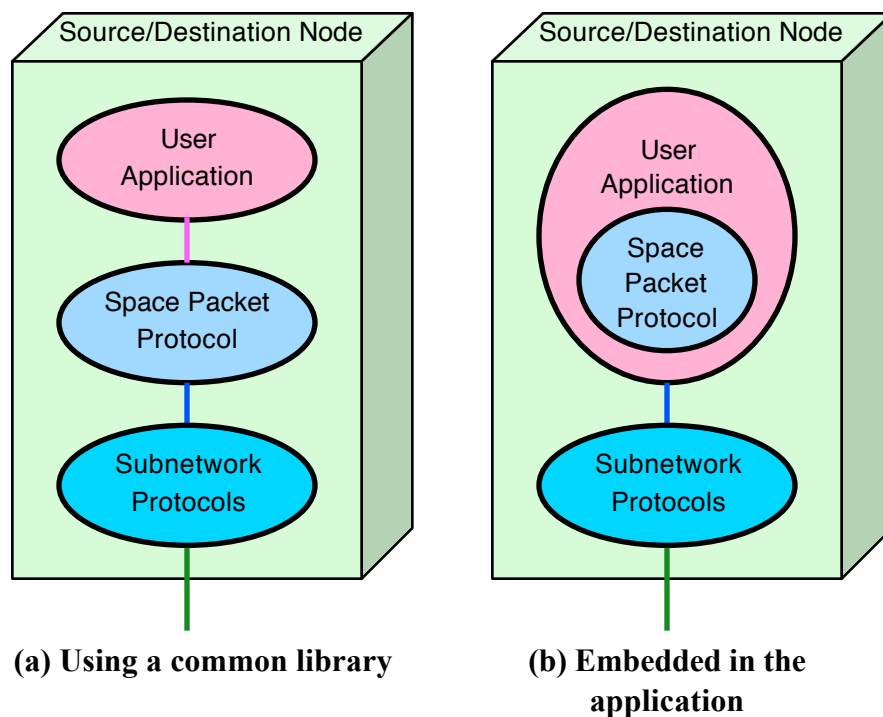 Source/Destination Node
User
Application
Space Packet
Protocol
Subnetwork
Protocols
(a) Using a common library
Source/Destination Node
User
Application
Space
Packet
Protocol
Subnetwork
Protocols
(b) Embedded in the
application